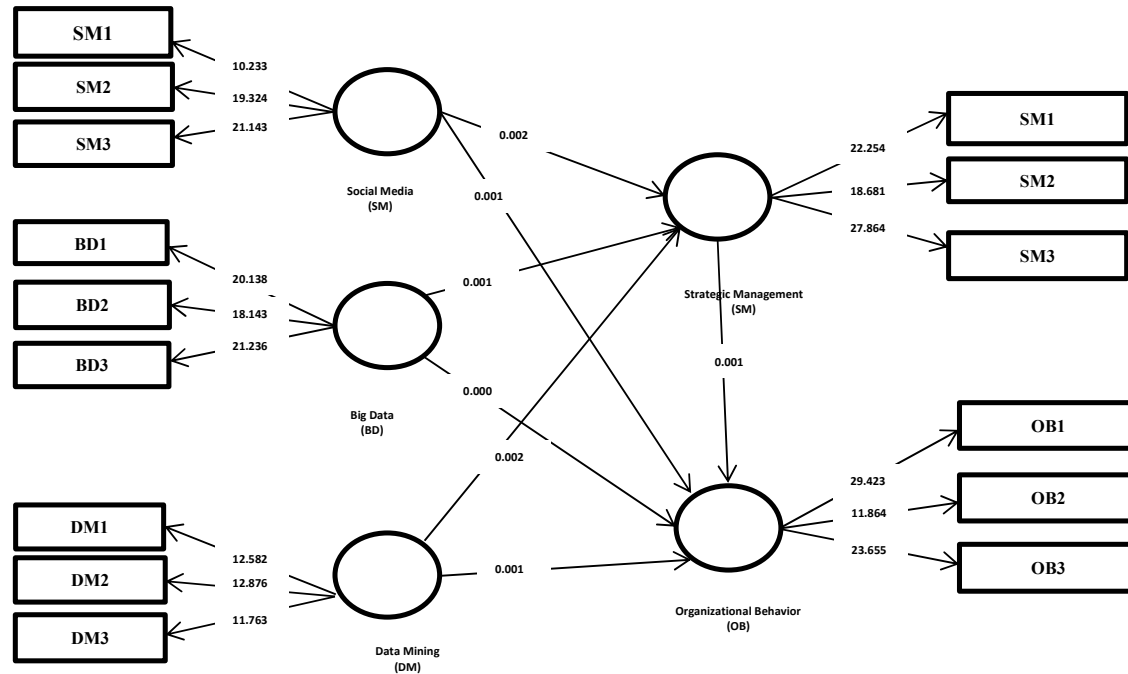 SM1
10.233
SM2
19.324
SM3
21.143
Social Media
(SM)
BD1
20.138
BD2
18.143
BD3
21.236
Big Data
(BD)
DM1
12.582
DM2
12.876
DM3
11.763
Data Mining
(DM)
0.002
0.001
0.001
0.000
0.002
0.001
Strategic Management
(SM)
0.001
Organizational Behavior
(OB)
22.254
SM1
18.681
SM2
27.864
SM3
29.423
OB1
11.864
OB2
23.655
OB3